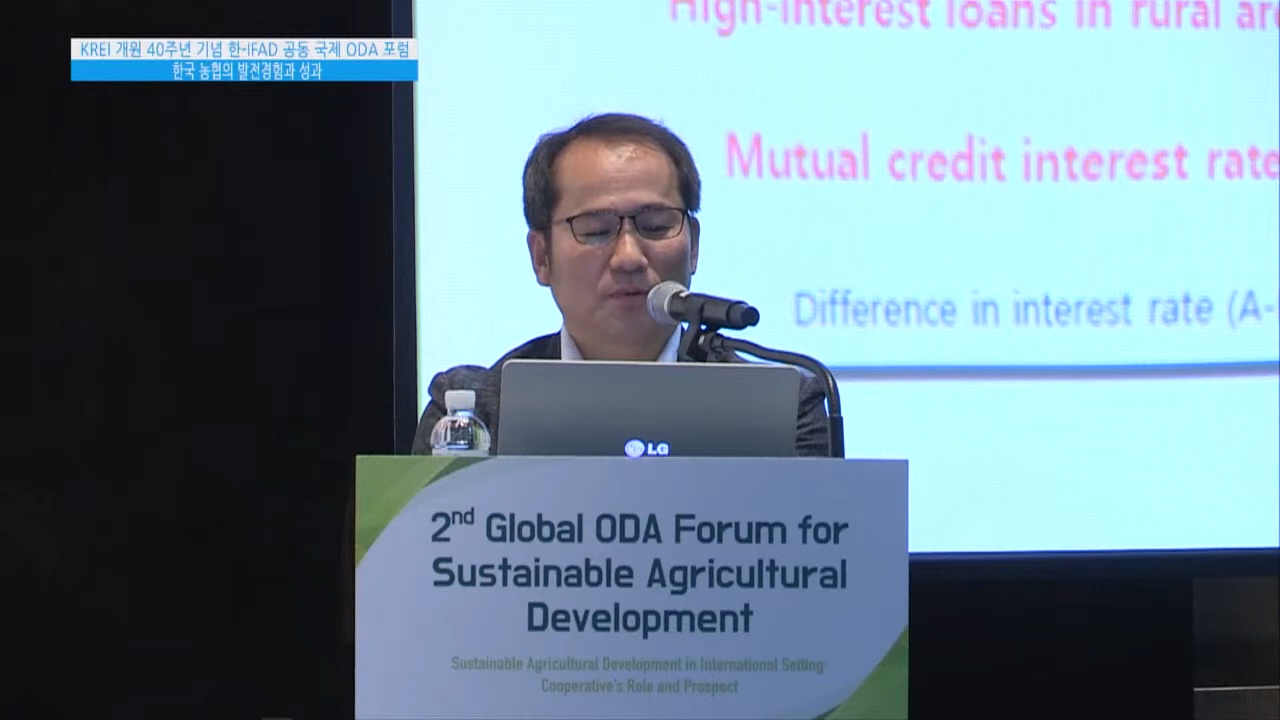 KREI 개원 40주년 기념 한-IFAD 공동 국제 ODA 포럼
한국 농협의 발전경험과 성과
High-interest loans in rural
Mutual credit interest rate
Difference in interest rate (A-
LG
2nd Global ODA Forum for
Sustainable Agricultural
Development
Sustainable Agricultural Development in International Setting
Cooperative's Role and Prospect